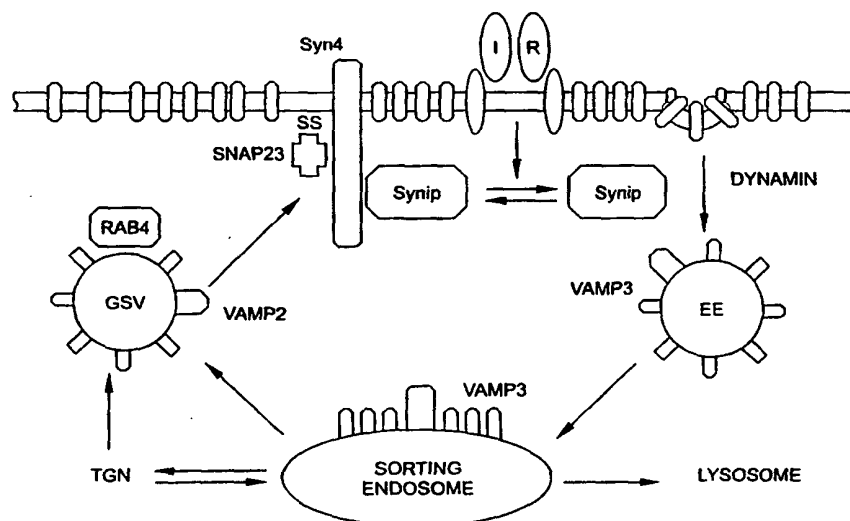 Syn4
I
R
SS
SNAP23
Synip
Synip
DYNAMIN
RAB4
GSV
VAMP2
VAMP3
EE
VAMP3
TGN
SORTING
ENDOSOME
LYSOSOME